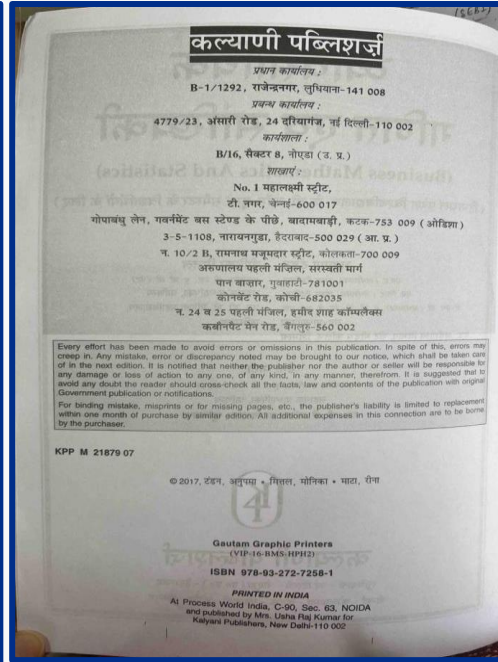 कल्याणी पब्लिशर्ज़
प्रधान कार्यालय :
B-1/1292, राजेन्द्रनगर, लुधियाना-141 008
प्रबन्ध कार्यालय :
4779/23, अंसारी रोड, 24 दरियागंज, नई दिल्ली-110 002
कार्यशाला :
B/16, सैक्टर 8, नोएडा (उ. प्र.)
शाखाएं :
No. 1 महालक्ष्मी स्ट्रीट,
टी. नगर, चेन्नई-600 017
गोपाबंधु लेन, गवर्नमेंट बस स्टेण्ड के पीछे, बादामबाड़ी, कटक-753 009 (ओडिशा)
3-5-1108, नारायनगुडा, हैदराबाद-500 029 (आ. प्र.)
न. 10/2 B, रामनाथ मजूमदार स्ट्रीट, कोलकता-700 009
अरुणालय पहली मंज़िल, सरस्वती मार्ग
पान बाज़ार, गुवाहाटी-781001
कोनवेंट रोड, कोची-682035
न. 24 व 25 पहली मंजिल, हमीद शाह कॉम्पलैक्स
कबीनपैट मेन रोड, बैंगलुरु-560 002
Every effort has been made to avoid errors or omissions in this publication. In spite of this, errors may
creep in. Any mistake, error or discrepancy noted may be brought to our notice, which shall be taken care
of in the next edition. It is notified that neither the publisher nor the author or seller will be responsible for
any damage or loss of action to any one, of any kind, in any manner, therefrom. It is suggested that to
avoid any doubt the reader should cross-check all the facts, law and contents of the publication with original
Government publication or notifications.
For binding mistake, misprints or for missing pages, etc., the publisher's liability is limited to replacement
within one month of purchase by similar edition. All additional expenses in this connection are to be borne
by the purchaser.
KPP M 21879 07
© 2017, टंडन, अनुपमा • मित्तल, मोनिका • भाटा, रीना
Gautam Graphic Printers
(VIP-16-BMS-HPH2)
ISBN 978-93-272-7258-1
PRINTED IN INDIA
At Process World India, C-90, Sec. 63, NOIDA
and published by Mrs. Usha Raj Kumar for
Kalyani Publishers, New Delhi-110 002